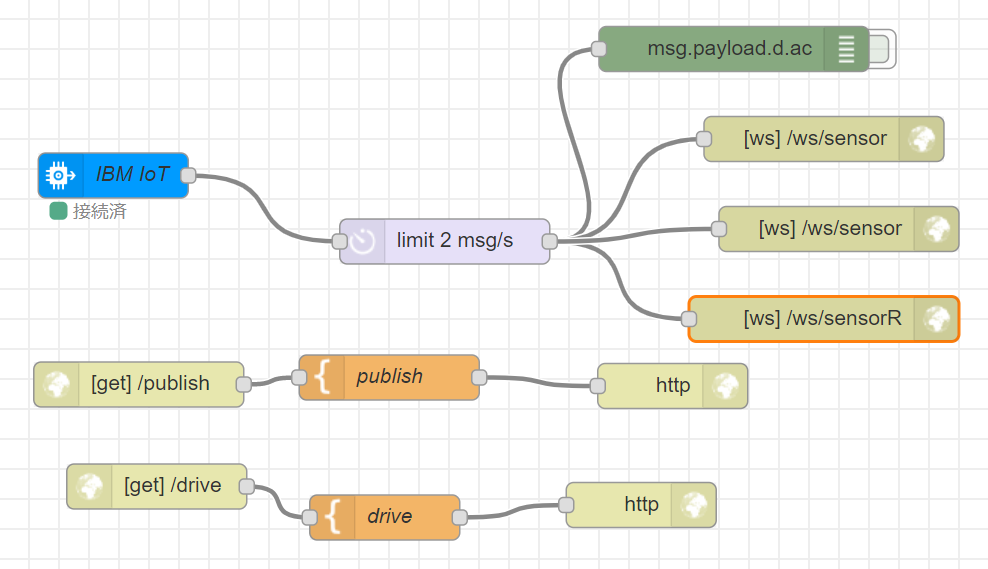 msg.payload.d.ac
[ws] /ws/sensor
IBM IoT
接続済
[ws] /ws/sensor
limit 2 msg/s
[ws] /ws/sensorR
[get] /publish
publish
http
[get] /drive
drive
http